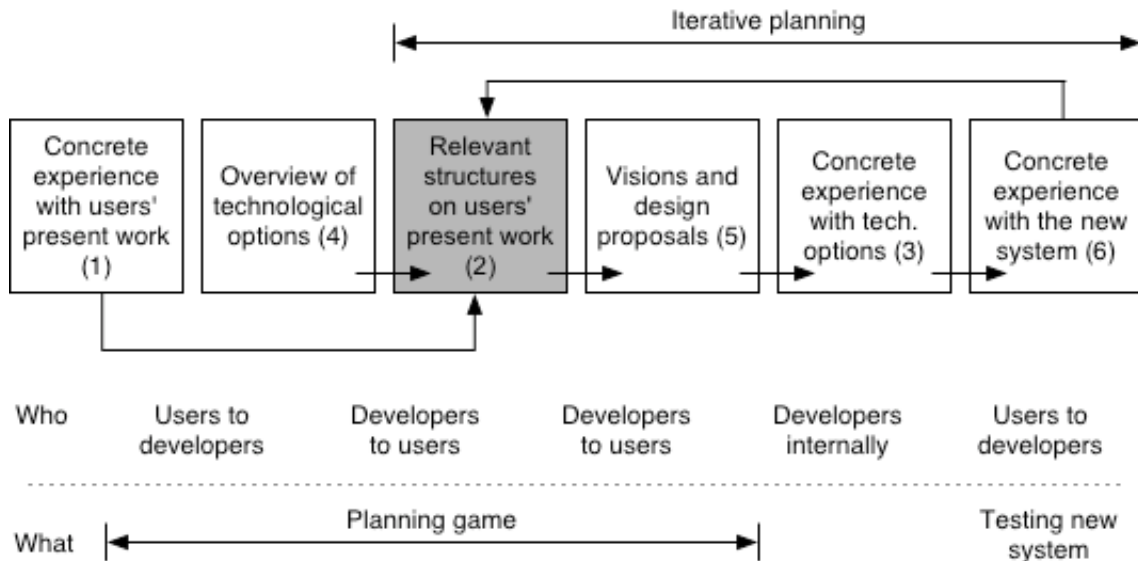 Iterative planning
Concrete
experience
with users'
present work
(1)
Overview of
technological
options (4)
Relevant
structures
on users'
present work
(2)
Visions and
design
proposals (5)
Concrete
experience
with tech.
options (3)
Concrete
experience
with the new
system (6)
Who
Users to
developers
Developers
to users
Developers
to users
Developers
internally
Users to
developers
What
Planning game
Testing new
system